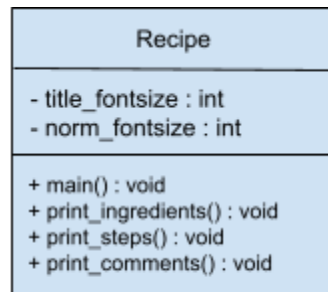 Recipe
- title_fontsize : int
- norm_fontsize : int
+ main() : void
+ print_ingredients() : void
+ print_steps() : void
+ print_comments() : void